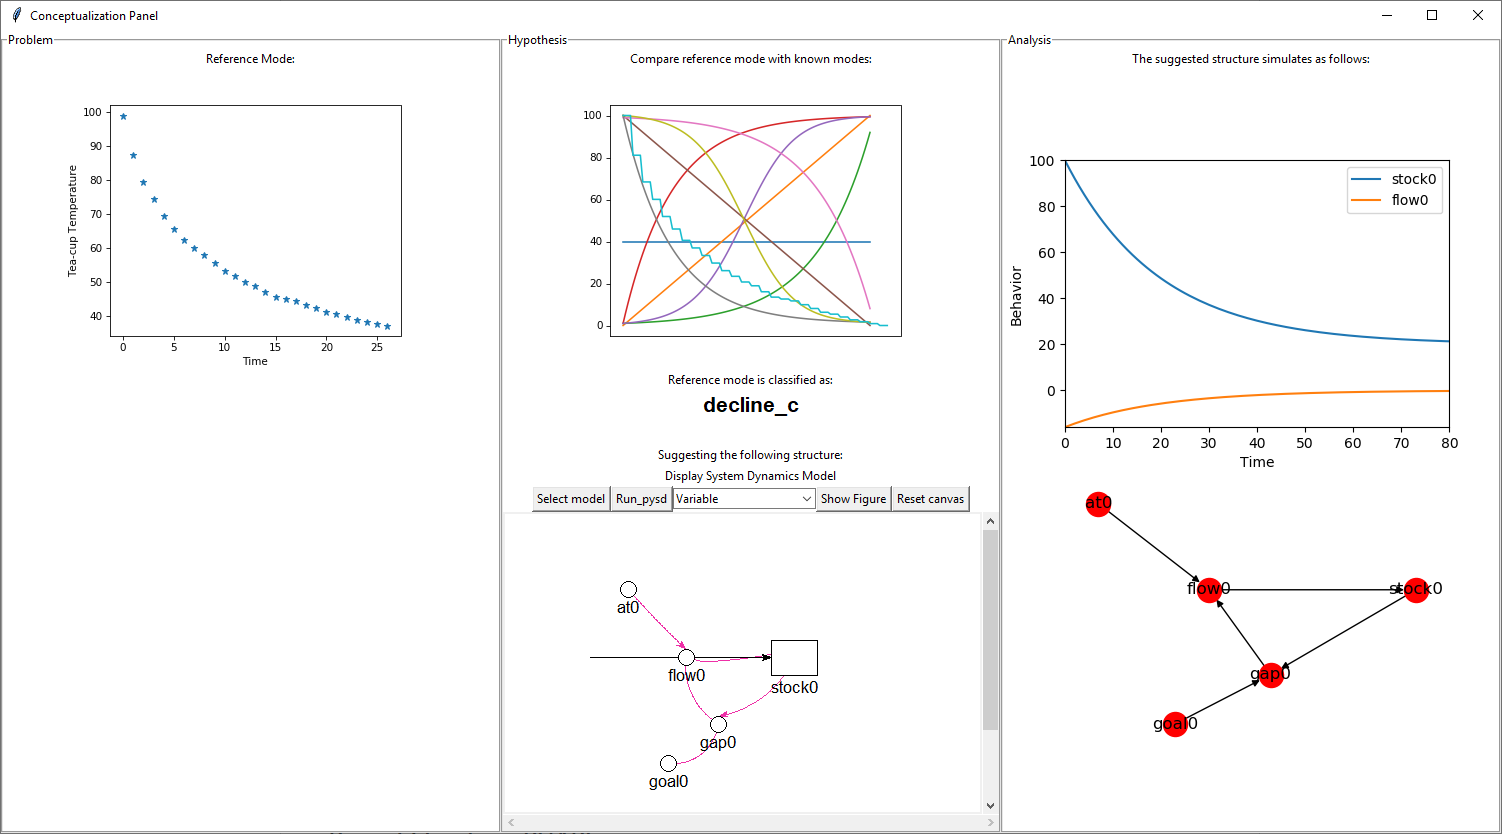 Conceptualization Panel
Problem
Reference Mode:
100
90
80
70
60
50
40
Tea-cup Temperature
0
5
10
15
20
25
Time
Hypothesis
Compare reference mode with known modes:
100
80
60
40
20
0
Reference mode is classified as:
decline_c
Suggesting the following structure:
Display System Dynamics Model
Select model
Run_pysd
Variable
Show Figure
Reset canvas
at0
flow0
stock0
gap0
goal0
Analysis
The suggested structure simulates as follows:
100
80
60
40
20
0
Behavior
stock0
flow0
0
10
20
30
40
50
60
70
80
Time
at0
flow0
stock0
gap0
goal0